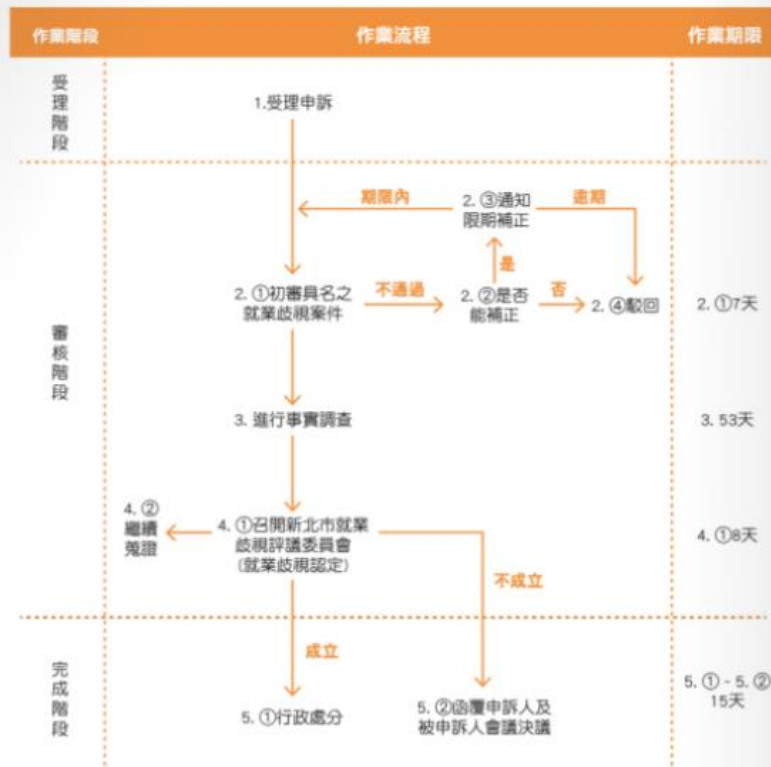 作業階段 作業流程 作業期限
受理階段
1.受理申訴
期限內
2. ③通知
限期補正
逾期
是
2. ①初審具名之
就業歧視案件
不通過
2. ②是否
能補正
否
2. ④駁回
2. ①7天
審核階段
3. 進行事實調查
3. 53天
4. ②
繼續
蒐證
4. ①召開新北市就業
歧視評議委員會
(就業歧視認定)
4. ①8天
不成立
成立
完成階段
5. ①行政處分
5. ②函覆申訴人及
被申訴人會議決議
5. ① - 5. ②
15天